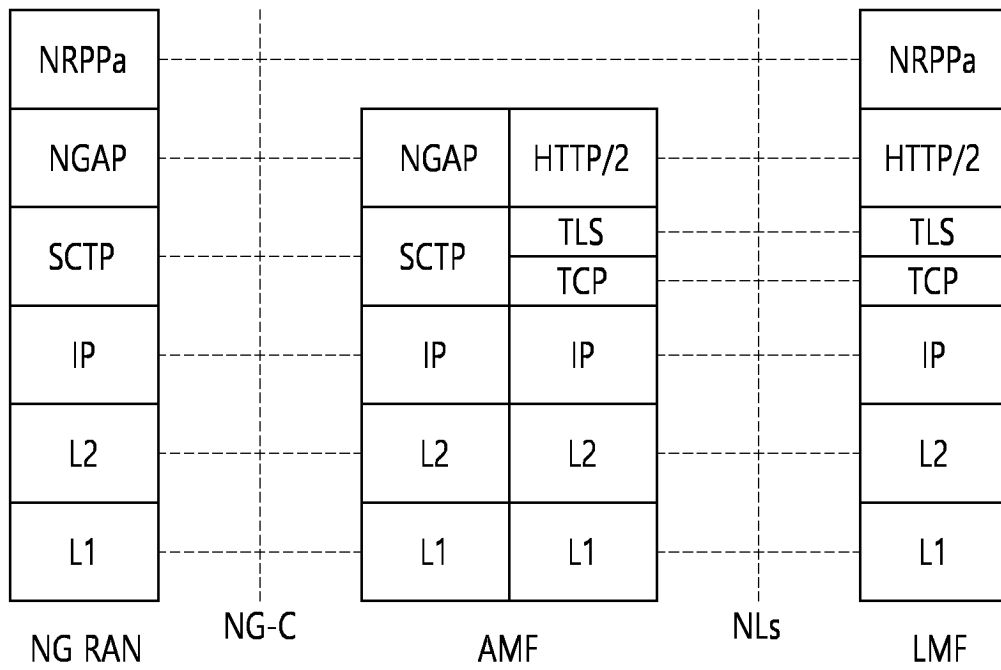 NRPPa NRPPa
NGAP NGAP HTTP/2 HTTP/2
SCTP SCTP TLS TLS
TCP TCP
IP IP IP IP
L2 L2 L2 L2
L1 L1 L1 L1
NG-C NLs
NG RAN AMF LMF